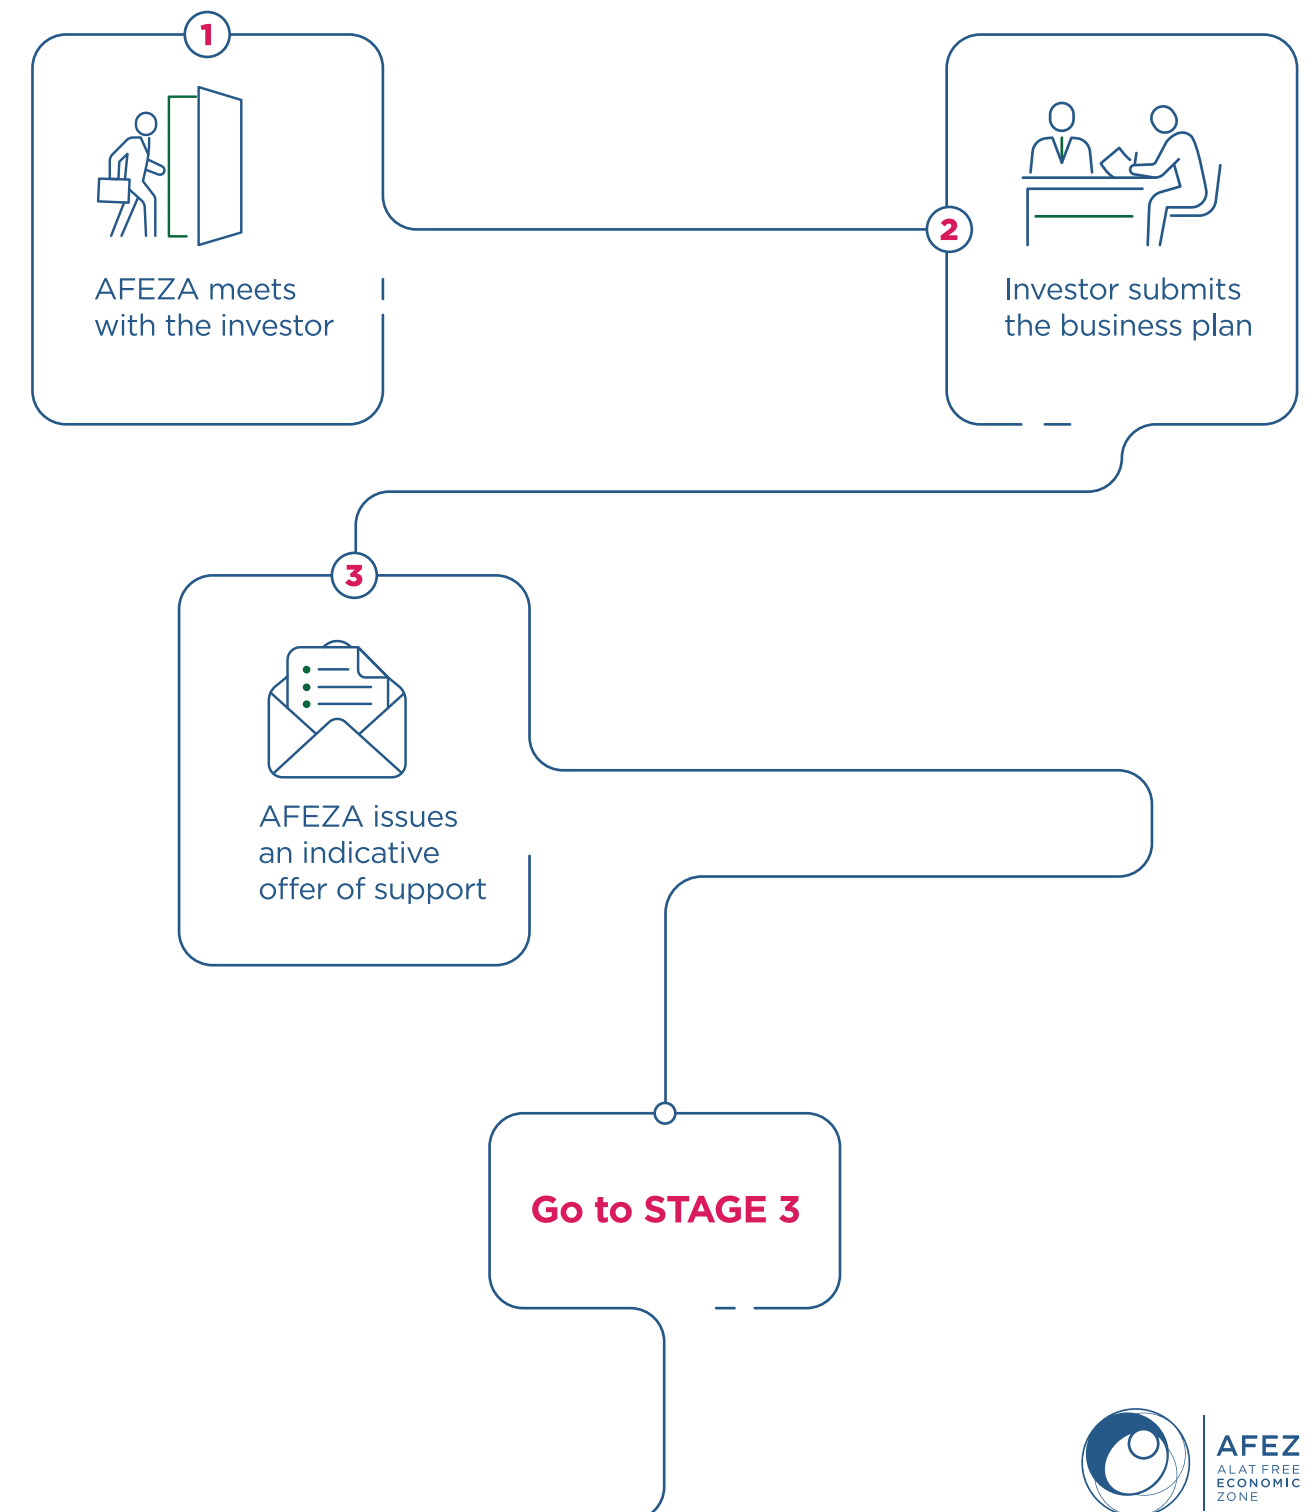 1
AFEZA meets
with the investor
2
Investor submits
the business plan
3
AFEZA issues
an indicative
offer of support
Go to STAGE 3
AFEZ
ALAT FREE
ECONOMIC
ZONE